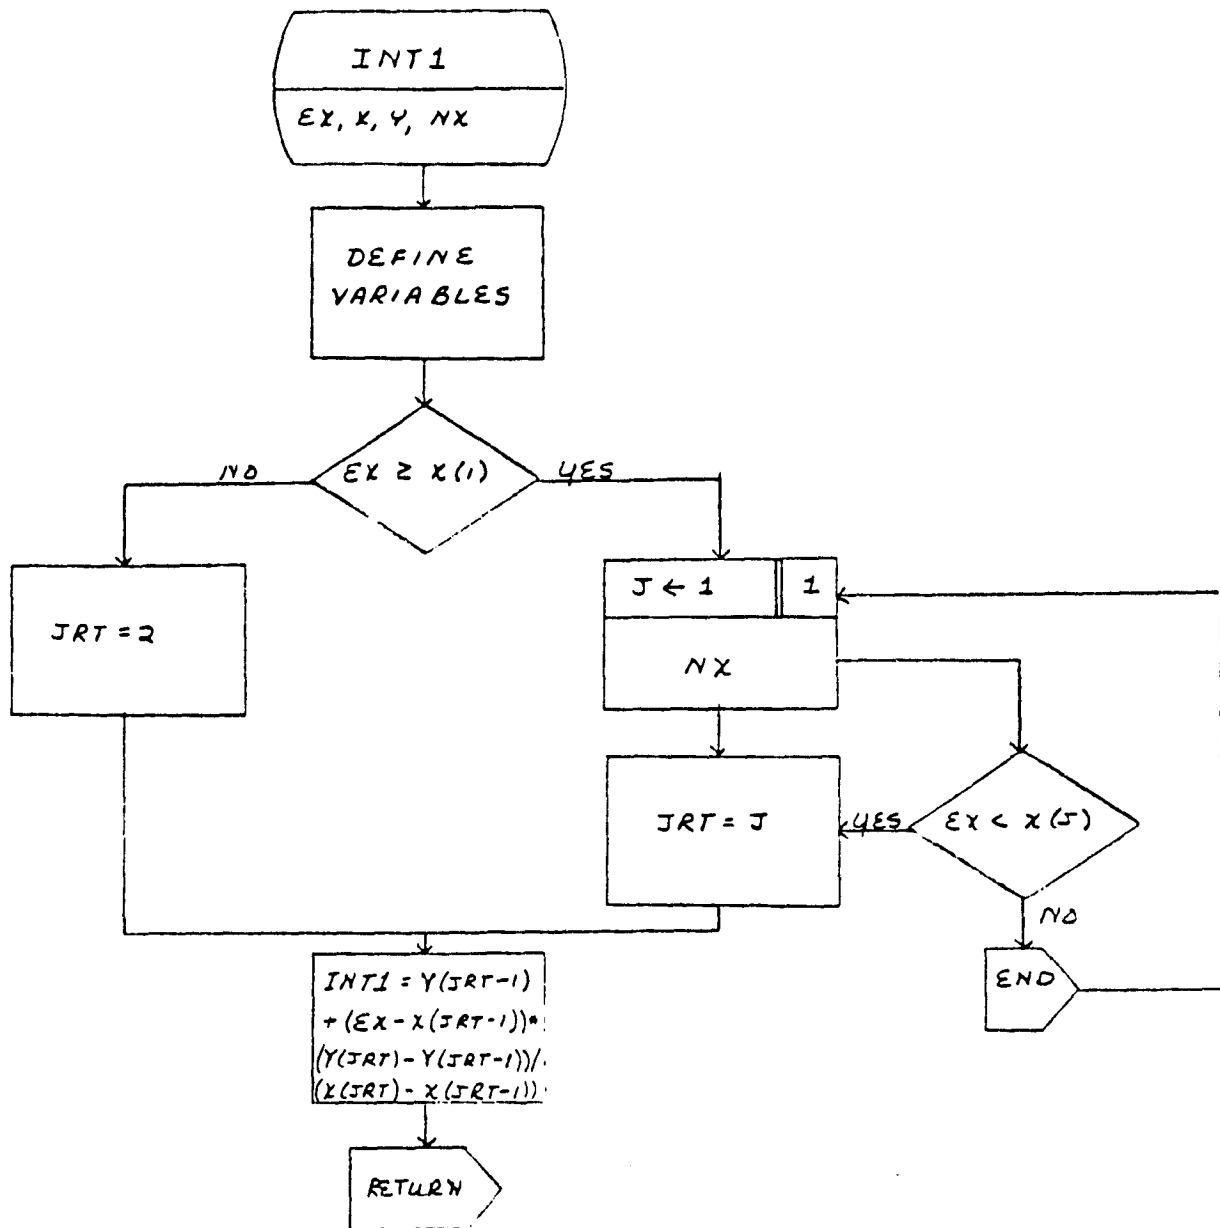 INT1
EX, X, Y, NX
DEFINE
VARIABLES
EX ≥ X(1)
NO
YES
JRT = 2
J ← 1
1
NX
JRT = J
YES
EX < X(J)
NO
END
INT1 = Y(JRT-1)
+ (EX - X(JRT-1))*
(Y(JRT) - Y(JRT-1))/
(X(JRT) - X(JRT-1))
RETURN